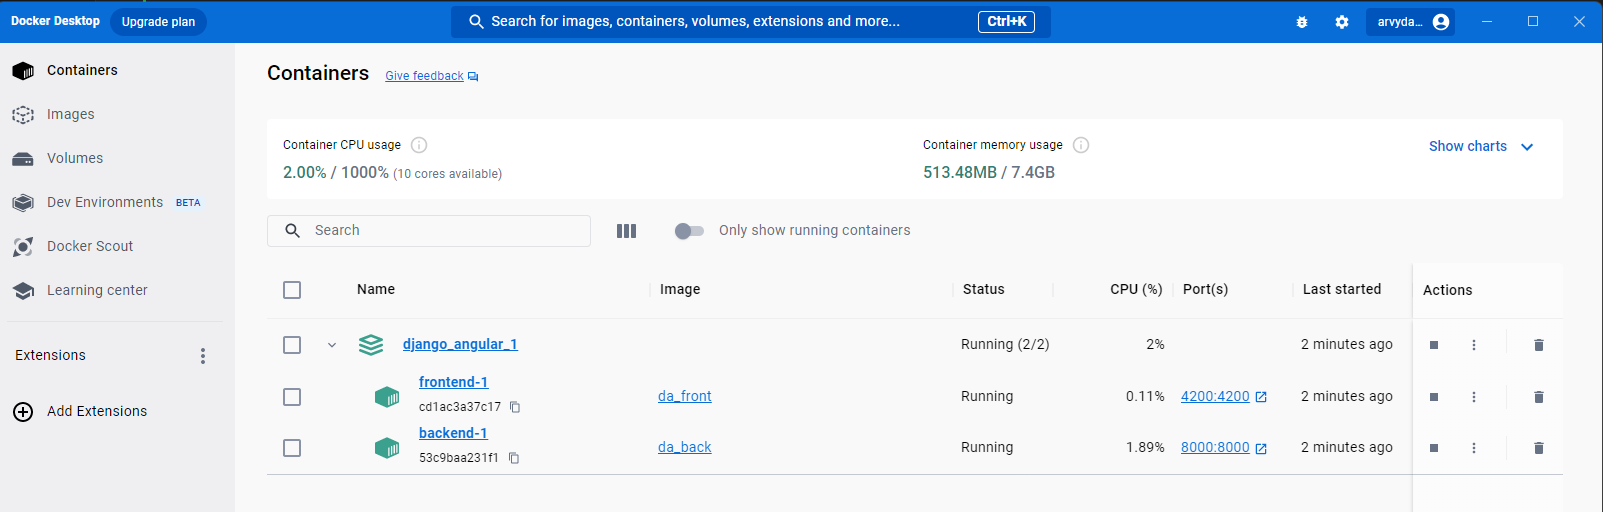 Docker Desktop Upgrade plan Search for images, containers, volumes, extensions and more... Ctrl+K arvyda...
Containers
Images
Volumes
Dev Environments BETA
Docker Scout
Learning center
Extensions
Add Extensions
Containers Give feedback
Container CPU usage Container memory usage Show charts
2.00% / 1000% (10 cores available) 513.48MB / 7.4GB
Search Only show running containers
Name Image Status CPU (%) Port(s) Last started Actions
django_angular_1 Running (2/2) 2% 2 minutes ago
frontend-1
cd1ac3a37c17 da_front Running 0.11% 4200:4200 2 minutes ago
backend-1
53c9baa231f1 da_back Running 1.89% 8000:8000 2 minutes ago